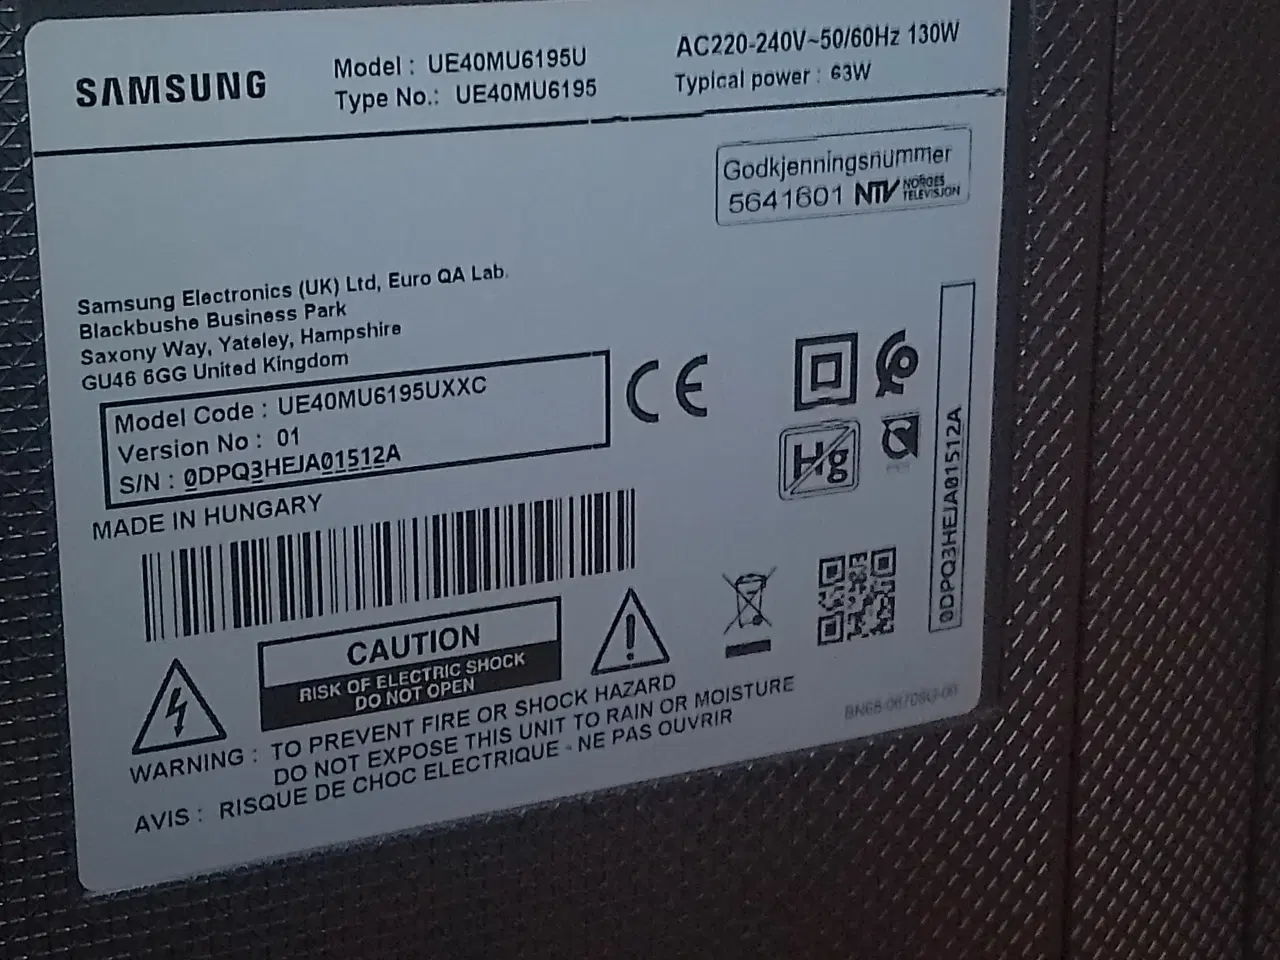 SAMSUNG
Model : UE40MU6195U
Type No.: UE40MU6195
AC220-240V~50/60Hz 130W
Typical power : 63W
Godkjenningsnummer
5641601 NTV NORGES TELEVISJON
Samsung Electronics (UK) Ltd, Euro QA Lab.
Blackbushe Business Park
Saxony Way, Yateley, Hampshire
GU46 6GG United Kingdom
Model Code : UE40MU6195UXXC
Version No : 01
S/N : 0DPQ3HEJA01512A
CE
Hg
0DPQ3HEJA01512A
MADE IN HUNGARY
CAUTION
RISK OF ELECTRIC SHOCK
DO NOT OPEN
WARNING : TO PREVENT FIRE OR SHOCK HAZARD
DO NOT EXPOSE THIS UNIT TO RAIN OR MOISTURE
AVIS : RISQUE DE CHOC ELECTRIQUE - NE PAS OUVRIR